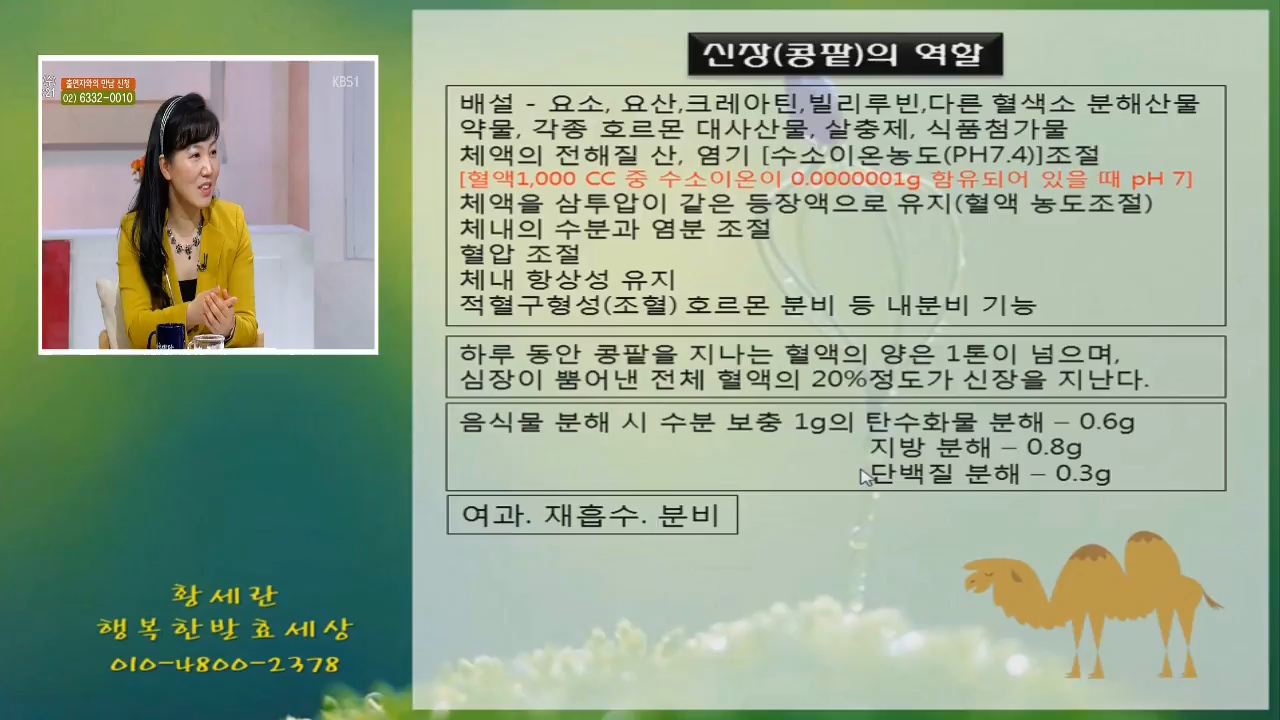 신장(콩팥)의 역할
출연자와의 만남 신청
02) 6332-0010
KBS1
배설 - 요소, 요산,크레아틴,빌리루빈,다른 혈색소 분해산물
약물, 각종 호르몬 대사산물, 살충제, 식품첨가물
체액의 전해질 산, 염기 [수소이온농도(PH7.4)]조절
[혈액1,000 CC 중 수소이온이 0.0000001g 함유되어 있을 때 pH 7]
체액을 삼투압이 같은 등장액으로 유지(혈액 농도조절)
체내의 수분과 염분 조절
혈압 조절
체내 항상성 유지
적혈구형성(조혈) 호르몬 분비 등 내분비 기능
하루 동안 콩팥을 지나는 혈액의 양은 1톤이 넘으며,
심장이 뿜어낸 전체 혈액의 20%정도가 신장을 지난다.
음식물 분해 시 수분 보충 1g의 탄수화물 분해 – 0.6g
지방 분해 – 0.8g
단백질 분해 – 0.3g
여과. 재흡수. 분비
황세란
행복한발효세상
010-4800-2378